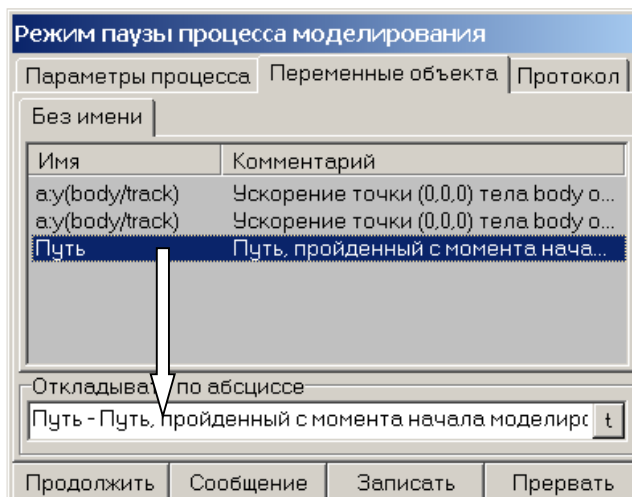 Режим паузы процесса моделирования
Параметры процесса Переменные объекта Протокол
Без имени
Имя Комментарий
a:y(body/track) Ускорение точки (0,0,0) тела body о...
a:y(body/track) Ускорение точки (0,0,0) тела body о...
Путь Путь, пройденный с момента нача...
Откладыват по абсциссе
Путь - Путь, пройденный с момента начала моделирс t
Продолжить Сообщение Записать Прервать